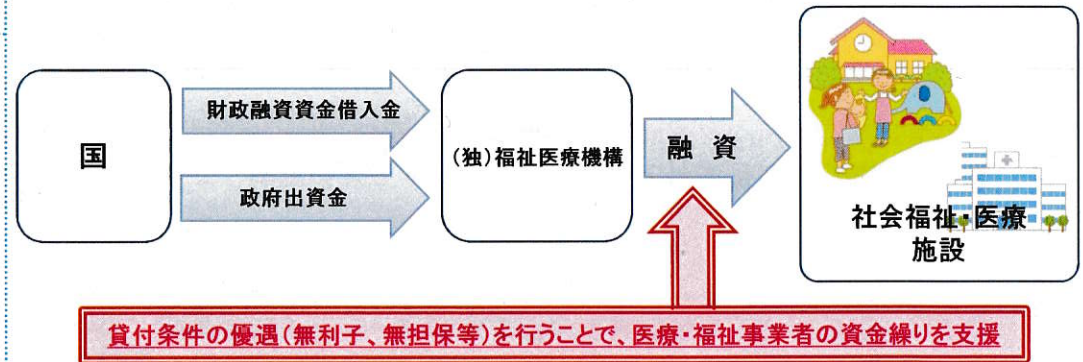 国
財政融資資金借入金
政府出資金
(独)福祉医療機構
融 資
社会福祉・医療
施設
貸付条件の優遇(無利子、無担保等)を行うことで、医療・福祉事業者の資金繰りを支援